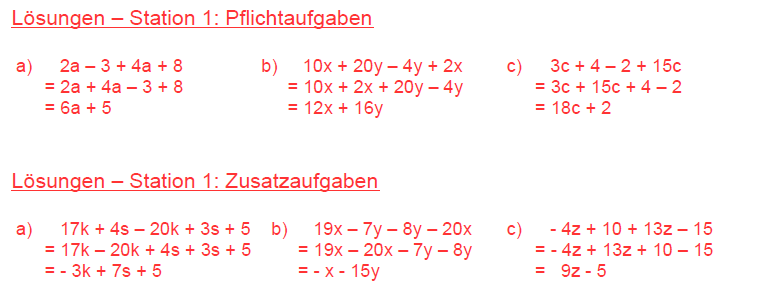 Lösungen – Station 1: Pflichtaufgaben
a) 2a – 3 + 4a + 8
= 2a + 4a – 3 + 8
= 6a + 5
b) 10x + 20y – 4y + 2x
= 10x + 2x + 20y – 4y
= 12x + 16y
c) 3c + 4 – 2 + 15c
= 3c + 15c + 4 – 2
= 18c + 2
Lösungen – Station 1: Zusatzaufgaben
a) 17k + 4s – 20k + 3s + 5
= 17k – 20k + 4s + 3s + 5
= - 3k + 7s + 5
b) 19x – 7y – 8y – 20x
= 19x – 20x – 7y – 8y
= - x - 15y
c) - 4z + 10 + 13z – 15
= - 4z + 13z + 10 – 15
= 9z - 5